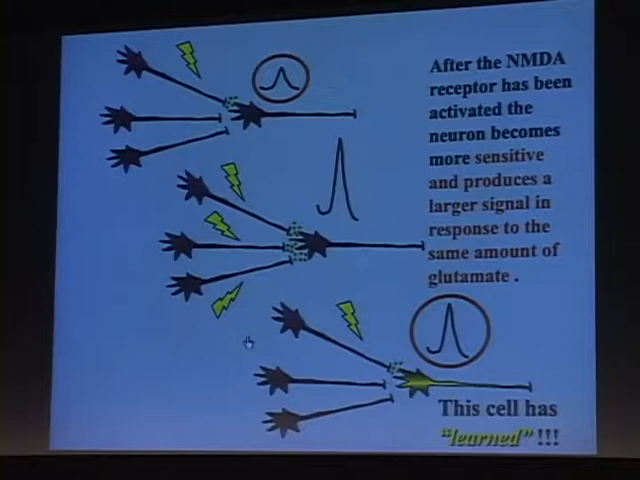 After the NMDA
receptor has been
activated the
neuron becomes
more sensitive
and produces a
larger signal in
response to the
same amount of
glutamate .
This cell has
“learned” !!!